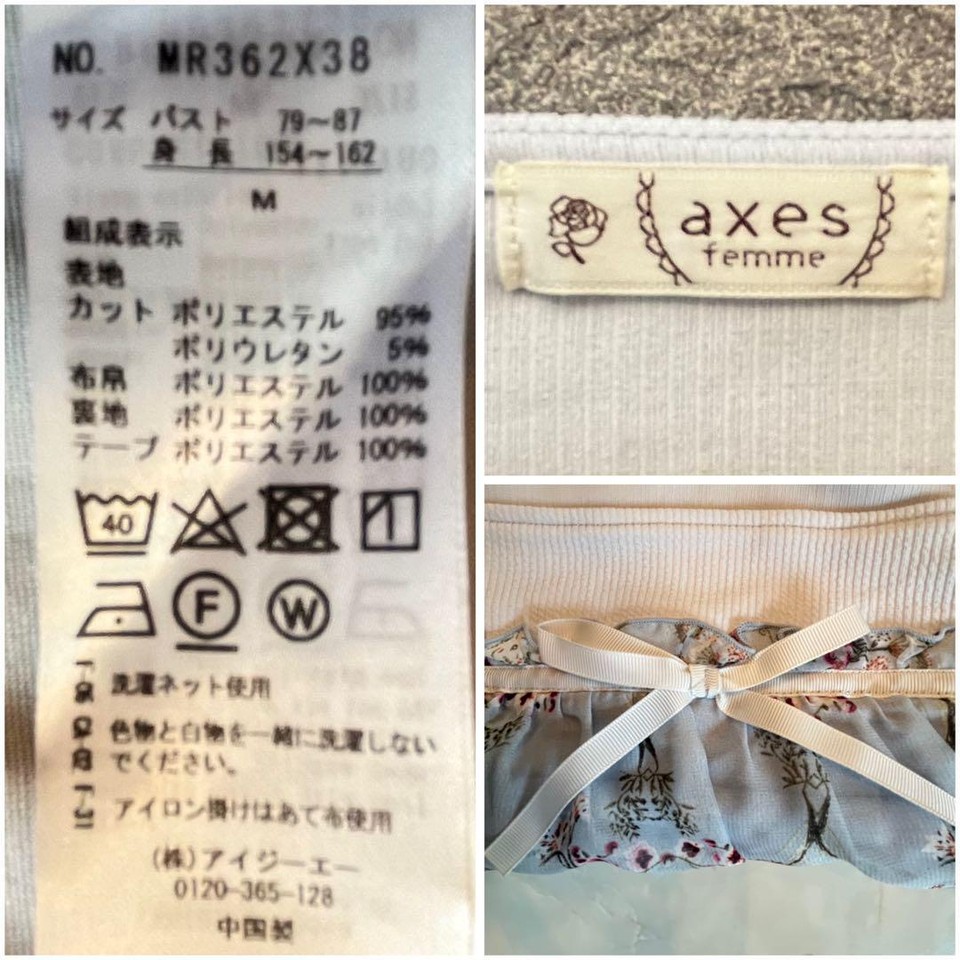 NO. MR362X38
サイズ バスト 79~87
身長 154~162
M
組成表示
表地
カット ポリエステル 95%
ポリウレタン 5%
布帛 ポリエステル 100%
裏地 ポリエステル 100%
テープ ポリエステル 100%
40
F W
洗濯ネット使用
色物と白物を一緒に洗濯しない
でください。
アイロン掛けはあて布使用
(株)アイジーエー
0120-365-128
中国製
axes
femme